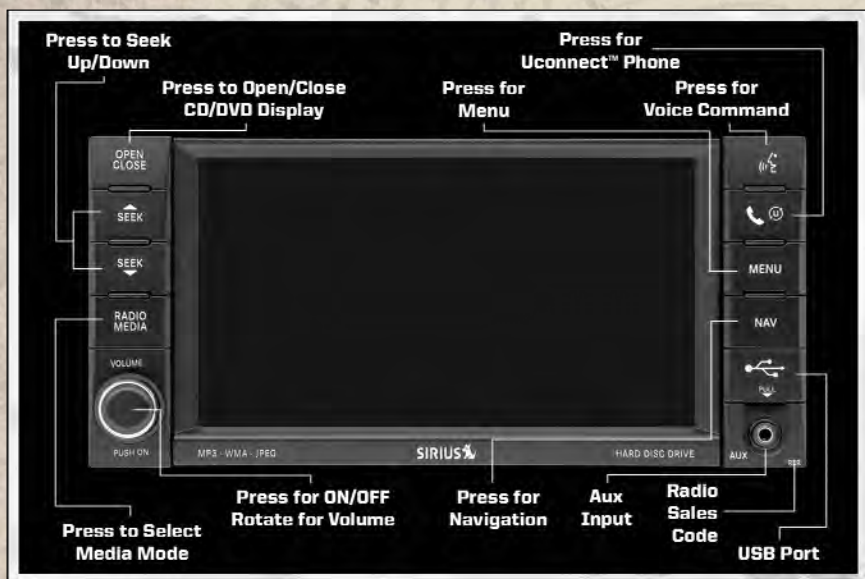 Press to Seek
Up/Down
Press to Open/Close
CD/DVD Display
Press for
Menu
Press for
Uconnect™ Phone
Press for
Voice Command
OPEN
CLOSE
SEEK
SEEK
RADIO
MEDIA
VOLUME
PUSH ON
MP3 - WMA - JPEG
SIRIUS
HARD DISC DRIVE
MENU
NAV
PULL
AUX
RBR
Press for ON/OFF
Rotate for Volume
Press for
Navigation
Aux
Input
Radio
Sales
Code
Press to Select
Media Mode
USB Port